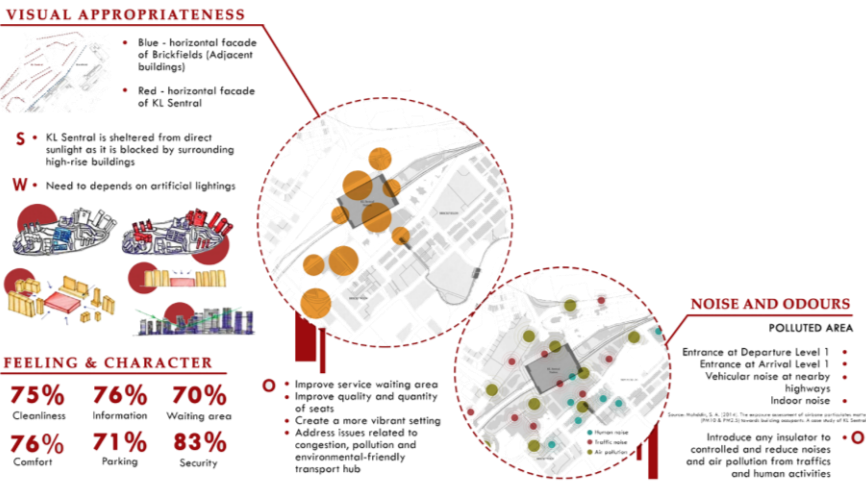 VISUAL APPROPRIATENESS
• Blue - horizontal facade
of Brickfields (Adjacent
buildings)
• Red - horizontal facade
of KL Sentral
S • KL Sentral is sheltered from direct
sunlight as it is blocked by surrounding
high-rise buildings
W • Need to depends on artificial lightings
FEELING & CHARACTER
75% 76% 70%
Cleanliness Information Waiting area
76% 71% 83%
Comfort Parking Security
O • Improve service waiting area
• Improve quality and quantity
of seats
• Create a more vibrant setting
• Address issues related to
congestion, pollution and
environmental-friendly
transport hub
Human noise
Traffic noise
Air pollution
NOISE AND ODOURS
POLLUTED AREA
Entrance at Departure Level 1 •
Entrance at Arrival Level 1 •
Vehicular noise at nearby •
highways
Indoor noise •
Introduce any insulator to • O
controlled and reduce noises
and air pollution from traffics
and human activities